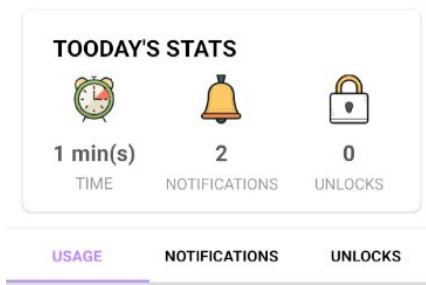 TOODAY'S STATS
1 min(s) 2 0
TIME NOTIFICATIONS UNLOCKS
USAGE NOTIFICATIONS UNLOCKS